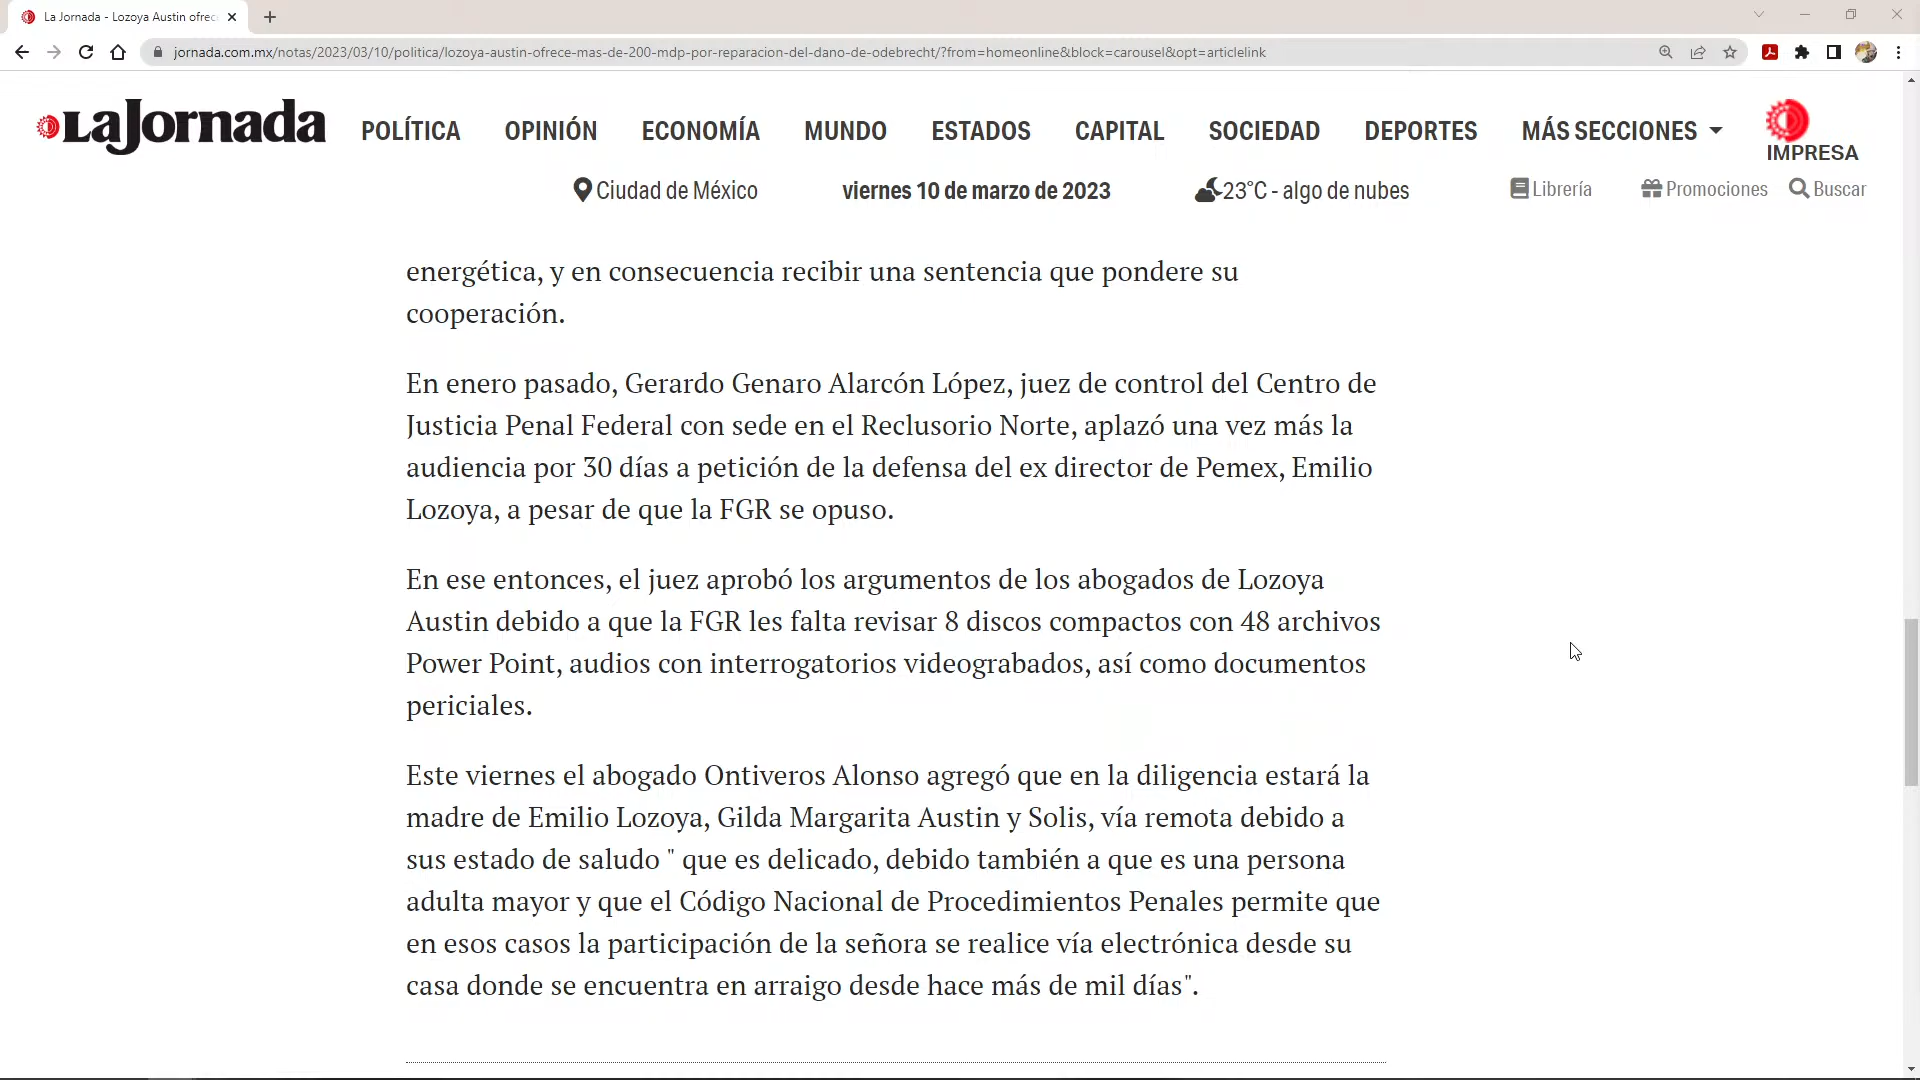 La Jornada - Lozoya Austin ofrec
jornada.com.mx/notas/2023/03/10/politica/lozoya-austin-ofrece-mas-de-200-mdp-por-reparacion-del-dano-de-odebrecht/?from=homeonline&block=carousel&opt=articlelink
La Jornada POLÍTICA OPINIÓN ECONOMÍA MUNDO ESTADOS CAPITAL SOCIEDAD DEPORTES MÁS SECCIONES
IMPRESA
Ciudad de México viernes 10 de marzo de 2023 23°C - algo de nubes Librería Promociones Buscar
energética, y en consecuencia recibir una sentencia que pondere su
cooperación.
En enero pasado, Gerardo Genaro Alarcón López, juez de control del Centro de
Justicia Penal Federal con sede en el Reclusorio Norte, aplazó una vez más la
audiencia por 30 días a petición de la defensa del ex director de Pemex, Emilio
Lozoya, a pesar de que la FGR se opuso.
En ese entonces, el juez aprobó los argumentos de los abogados de Lozoya
Austin debido a que la FGR les falta revisar 8 discos compactos con 48 archivos
Power Point, audios con interrogatorios videograbados, así como documentos
periciales.
Este viernes el abogado Ontiveros Alonso agregó que en la diligencia estará la
madre de Emilio Lozoya, Gilda Margarita Austin y Solis, vía remota debido a
sus estado de saludo " que es delicado, debido también a que es una persona
adulta mayor y que el Código Nacional de Procedimientos Penales permite que
en esos casos la participación de la señora se realice vía electrónica desde su
casa donde se encuentra en arraigo desde hace más de mil días".